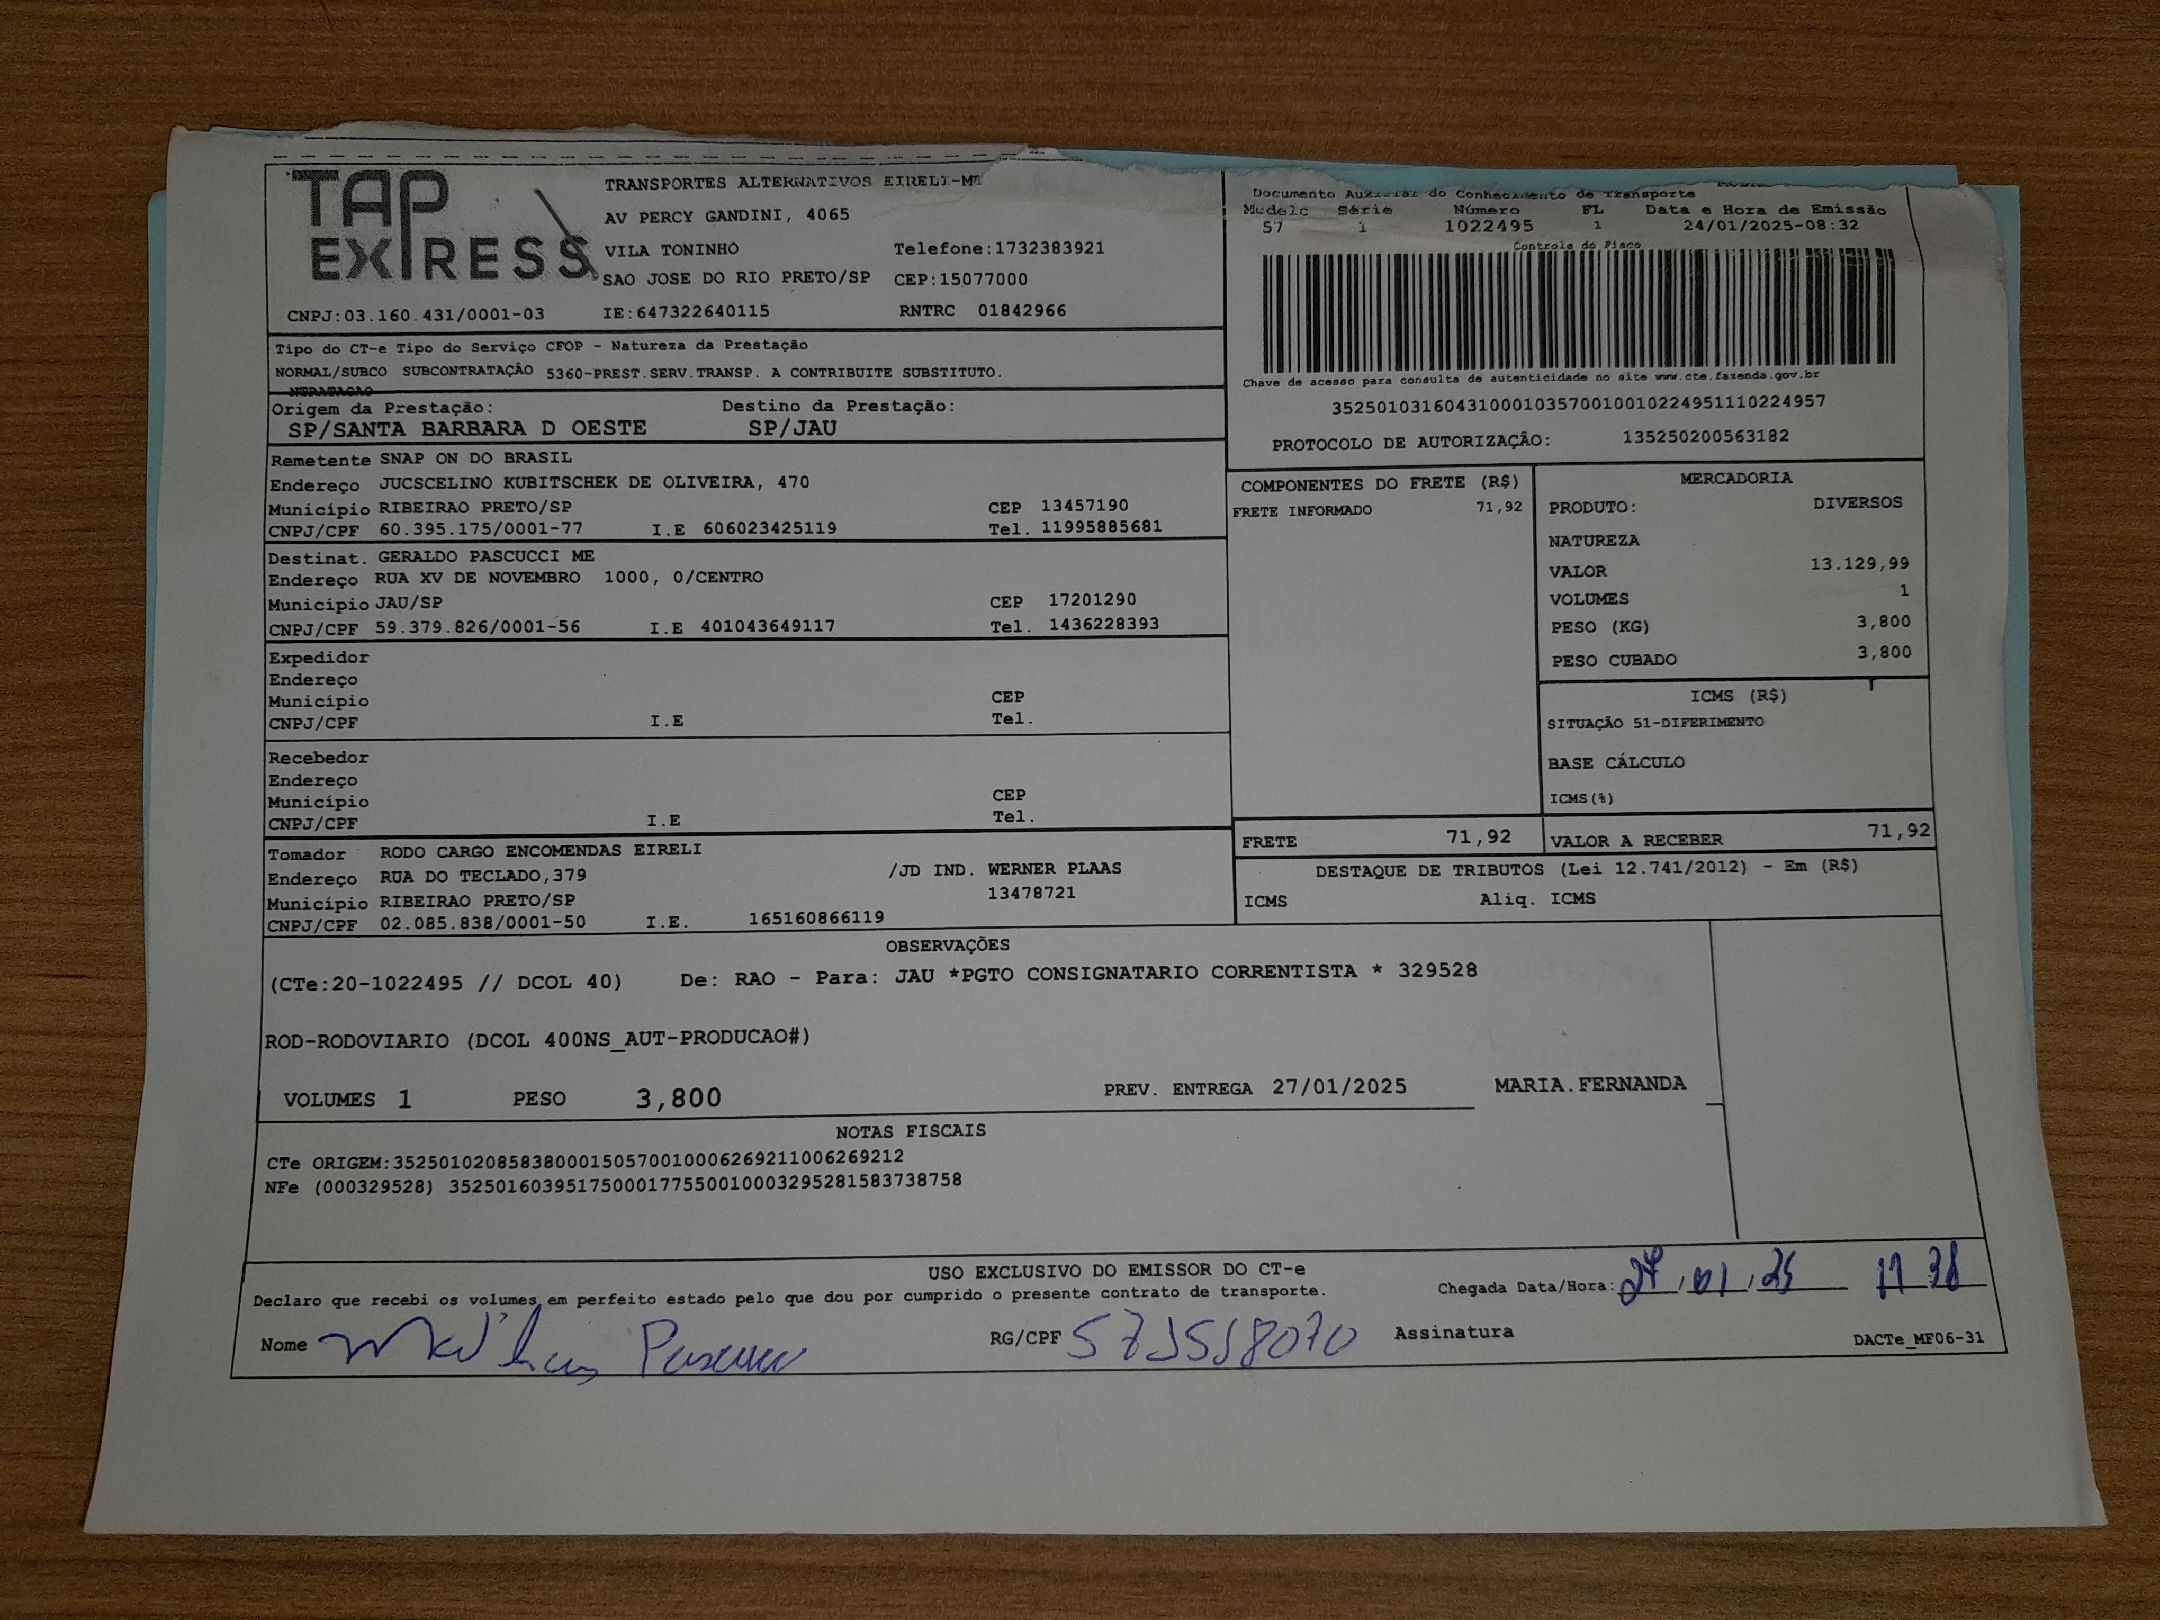 TAP EXPRESS
TRANSPORTES ALTERNATIVOS EIRELI-ME
AV PERCY GANDINI, 4065
VILA TONINHO Telefone:1732383921
SAO JOSE DO RIO PRETO/SP CEP:15077000
CNPJ:03.160.431/0001-03 IE:647322640115 RNTRC 01842966
Documento Auxiliar do Conhecimento de Transporte
Modelo Série Número FL Data e Hora de Emissão
57 1 1022495 1 24/01/2025-08:32
Controle do Fisco
Chave de acesso para consulta de autenticidade no site www.cte.fazenda.gov.br
35250103160431000103570010010224951110224957
PROTOCOLO DE AUTORIZAÇÃO: 135250200563182
Tipo do CT-e Tipo do Serviço CFOP - Natureza da Prestação
NORMAL/SUBCO SUBCONTRATAÇÃO 5360-PREST.SERV.TRANSP. A CONTRIBUITE SUBSTITUTO.
Origem da Prestação: Destino da Prestação:
SP/SANTA BARBARA D OESTE SP/JAU
Remetente SNAP ON DO BRASIL
Endereço JUCSCELINO KUBITSCHEK DE OLIVEIRA, 470
Município RIBEIRAO PRETO/SP CEP 13457190
CNPJ/CPF 60.395.175/0001-77 I.E 606023425119 Tel. 11995885681
Destinat. GERALDO PASCUCCI ME
Endereço RUA XV DE NOVEMBRO 1000, 0/CENTRO
Município JAU/SP CEP 17201290
CNPJ/CPF 59.379.826/0001-56 I.E 401043649117 Tel. 1436228393
Expedidor
Endereço
Município CEP
CNPJ/CPF I.E Tel.
Recebedor
Endereço
Município CEP
CNPJ/CPF I.E Tel.
Tomador RODO CARGO ENCOMENDAS EIRELI
Endereço RUA DO TECLADO,379 /JD IND. WERNER PLAAS
Município RIBEIRAO PRETO/SP 13478721
CNPJ/CPF 02.085.838/0001-50 I.E. 165160866119
COMPONENTES DO FRETE (R$)
FRETE INFORMADO 71,92
MERCADORIA
PRODUTO: DIVERSOS
NATUREZA
VALOR 13.129,99
VOLUMES 1
PESO (KG) 3,800
PESO CUBADO 3,800
ICMS (R$)
SITUAÇÃO 51-DIFERIMENTO
BASE CÁLCULO
ICMS(%)
FRETE 71,92 VALOR A RECEBER 71,92
DESTAQUE DE TRIBUTOS (Lei 12.741/2012) - Em (R$)
ICMS Aliq. ICMS
OBSERVAÇÕES
(CTe:20-1022495 // DCOL 40) De: RAO - Para: JAU *PGTO CONSIGNATARIO CORRENTISTA * 329528
ROD-RODOVIARIO (DCOL 400NS_AUT-PRODUCAO#)
VOLUMES 1 PESO 3,800 PREV. ENTREGA 27/01/2025 MARIA.FERNANDA
NOTAS FISCAIS
CTe ORIGEM:35250102085838000150570010006269211006269212
NFe (000329528) 35250160395175000177550010003295281583738758
USO EXCLUSIVO DO EMISSOR DO CT-e
Declaro que recebi os volumes em perfeito estado pelo que dou por cumprido o presente contrato de transporte.
Chegada Data/Hora: 27,01,25 11 38
Nome Pascucci RG/CPF Assinatura
DACTe_MF06-31